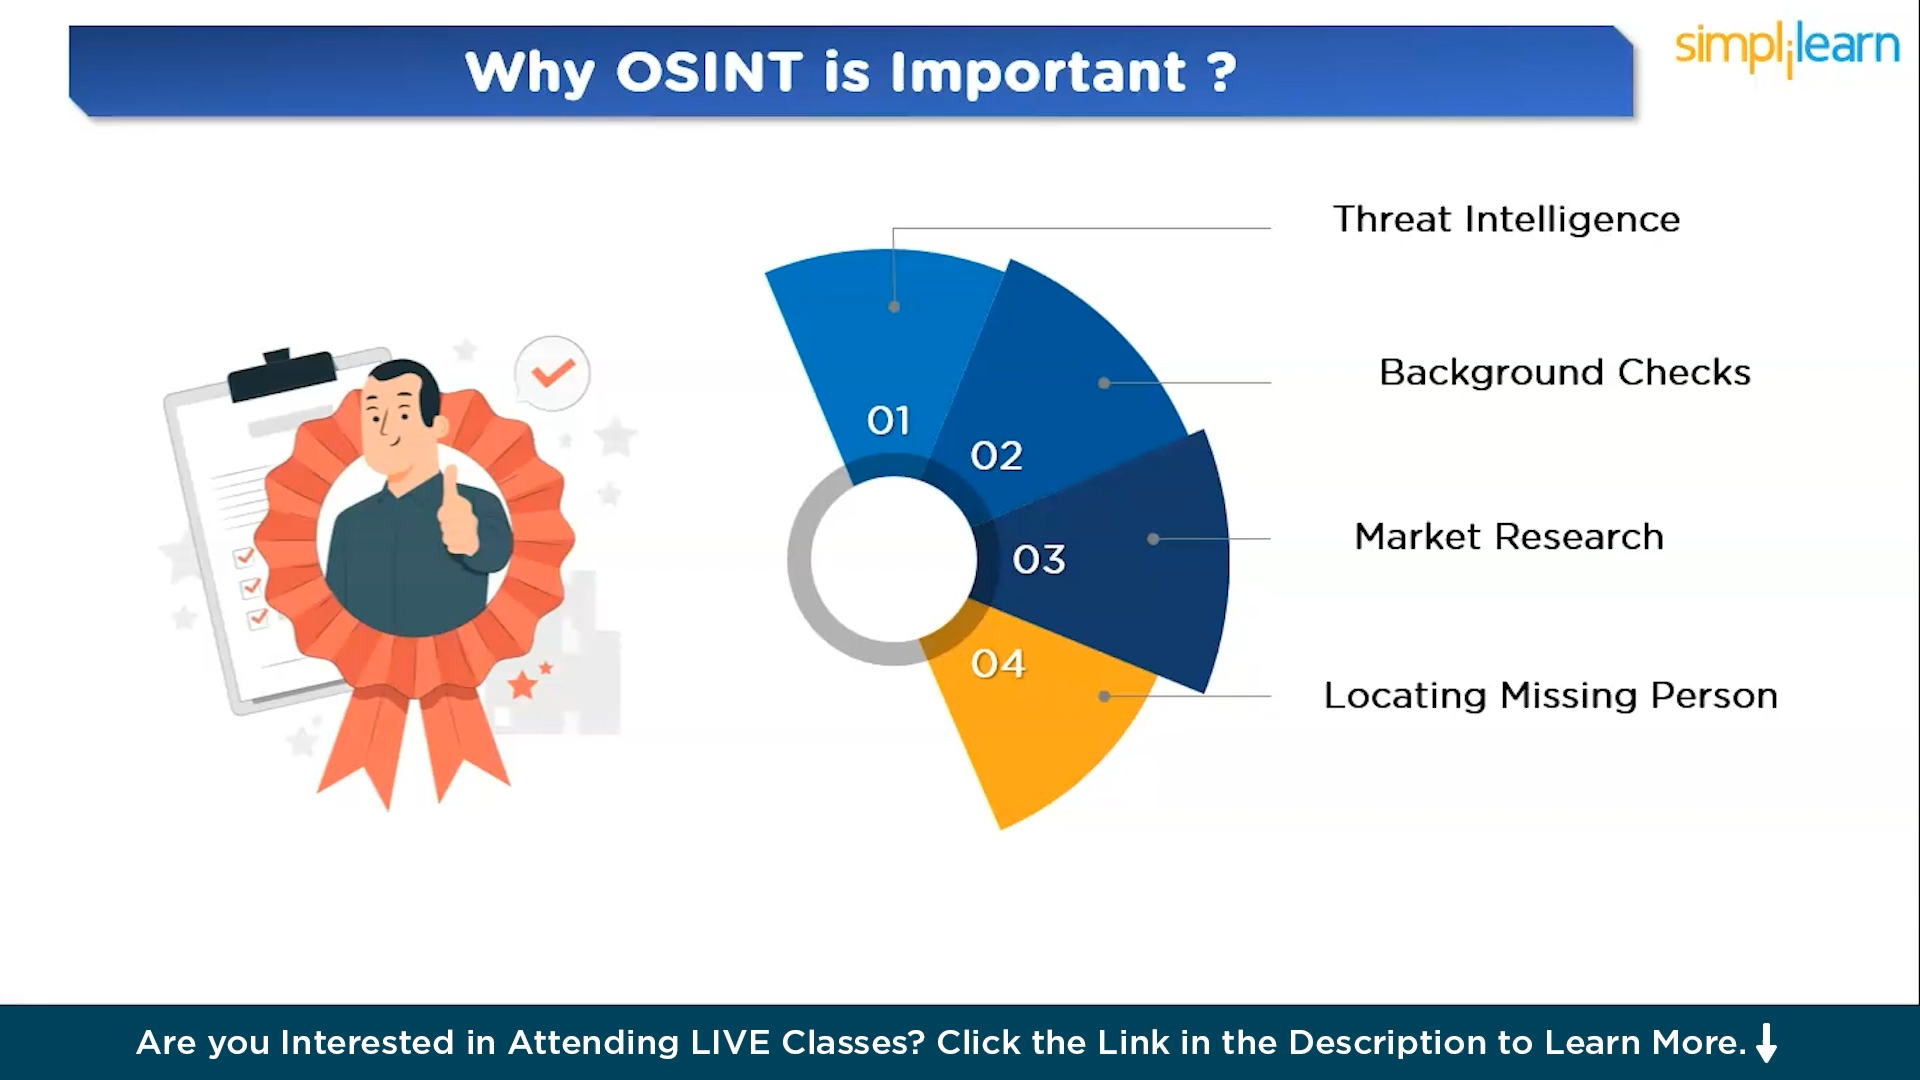 Why OSINT is Important ?
simplilearn
Threat Intelligence
01
Background Checks
02
Market Research
03
Locating Missing Person
04
Are you Interested in Attending LIVE Classes? Click the Link in the Description to Learn More.